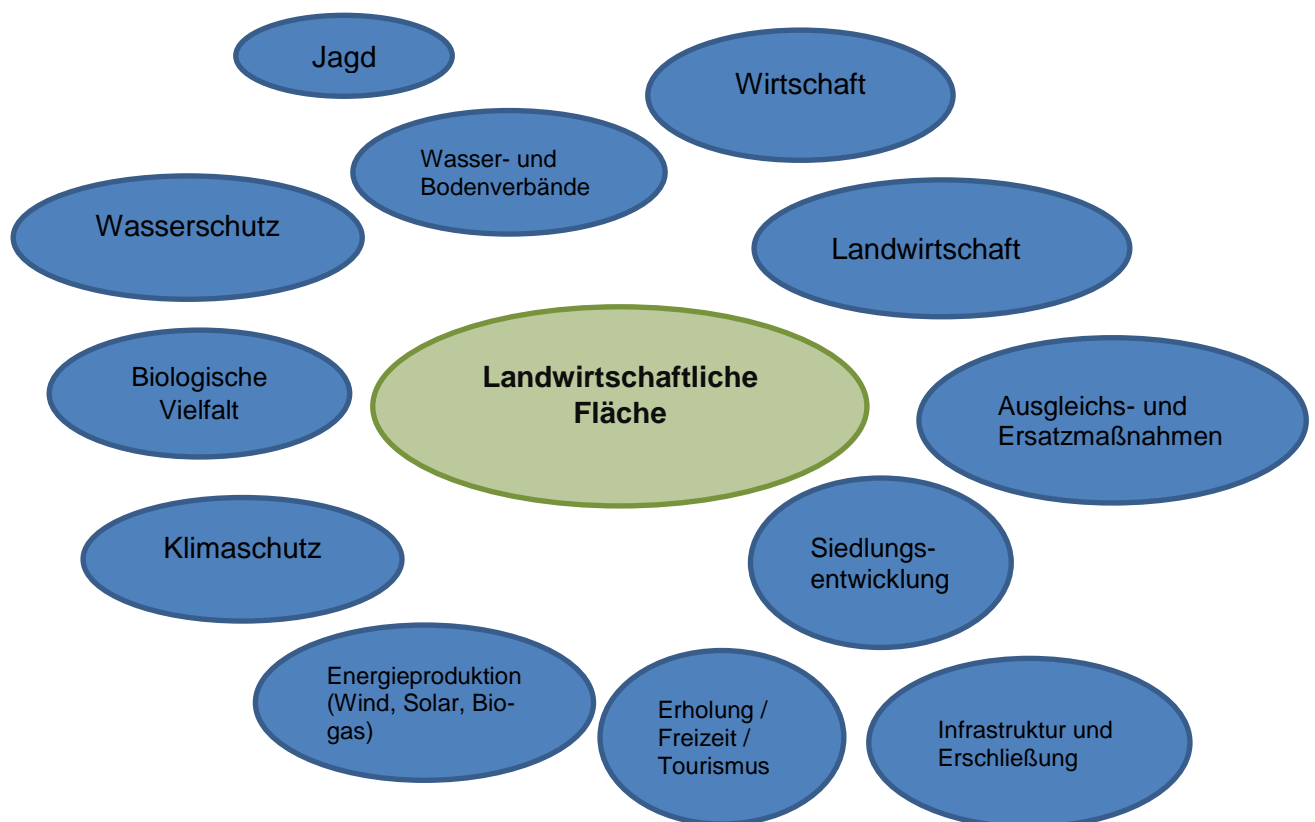 Jagd
Wirtschaft
Wasser- und
Bodenverbände
Wasserschutz
Landwirtschaft
Landwirtschaftliche
Fläche
Biologische
Vielfalt
Ausgleichs- und
Ersatzmaßnahmen
Klimaschutz
Siedlungs-
entwicklung
Energieproduktion
(Wind, Solar, Bio-
gas)
Erholung /
Freizeit /
Tourismus
Infrastruktur und
Erschließung